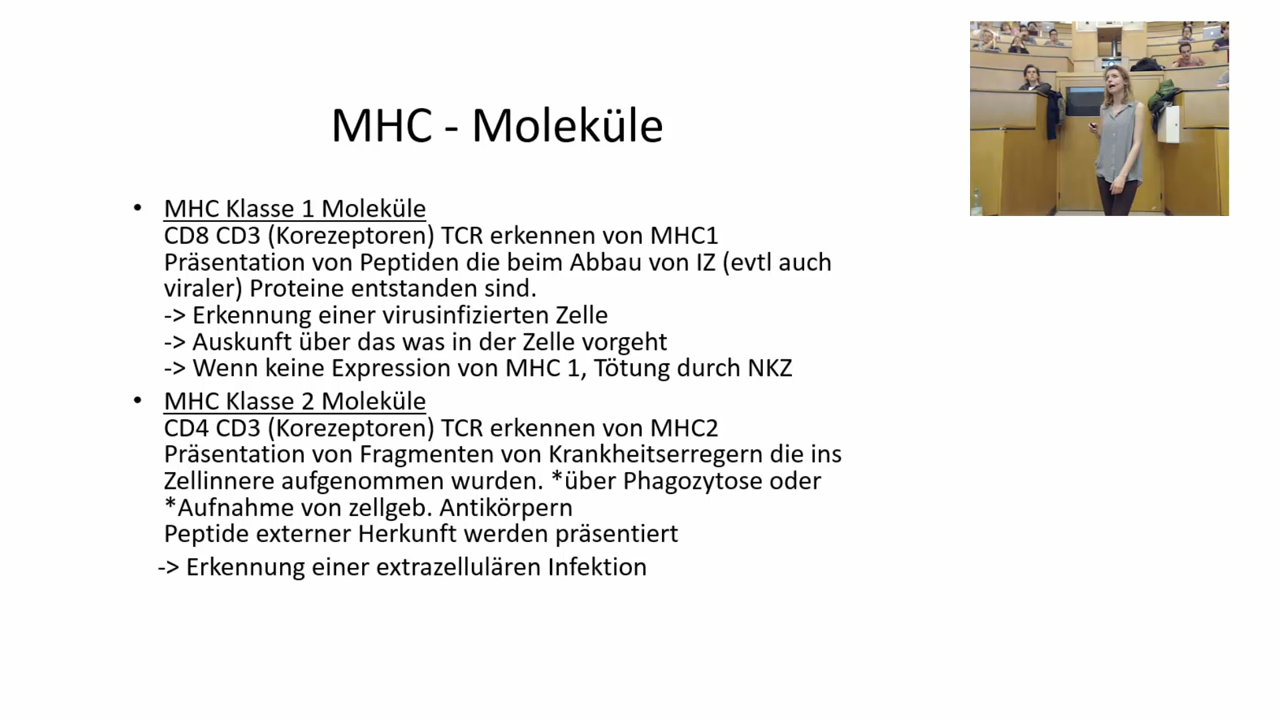 MHC - Moleküle
• MHC Klasse 1 Moleküle
CD8 CD3 (Korezeptoren) TCR erkennen von MHC1
Präsentation von Peptiden die beim Abbau von IZ (evtl auch
viraler) Proteine entstanden sind.
-> Erkennung einer virusinfizierten Zelle
-> Auskunft über das was in der Zelle vorgeht
-> Wenn keine Expression von MHC 1, Tötung durch NKZ
• MHC Klasse 2 Moleküle
CD4 CD3 (Korezeptoren) TCR erkennen von MHC2
Präsentation von Fragmenten von Krankheitserregern die ins
Zellinnere aufgenommen wurden. *über Phagozytose oder
*Aufnahme von zellgeb. Antikörpern
Peptide externer Herkunft werden präsentiert
-> Erkennung einer extrazellulären Infektion